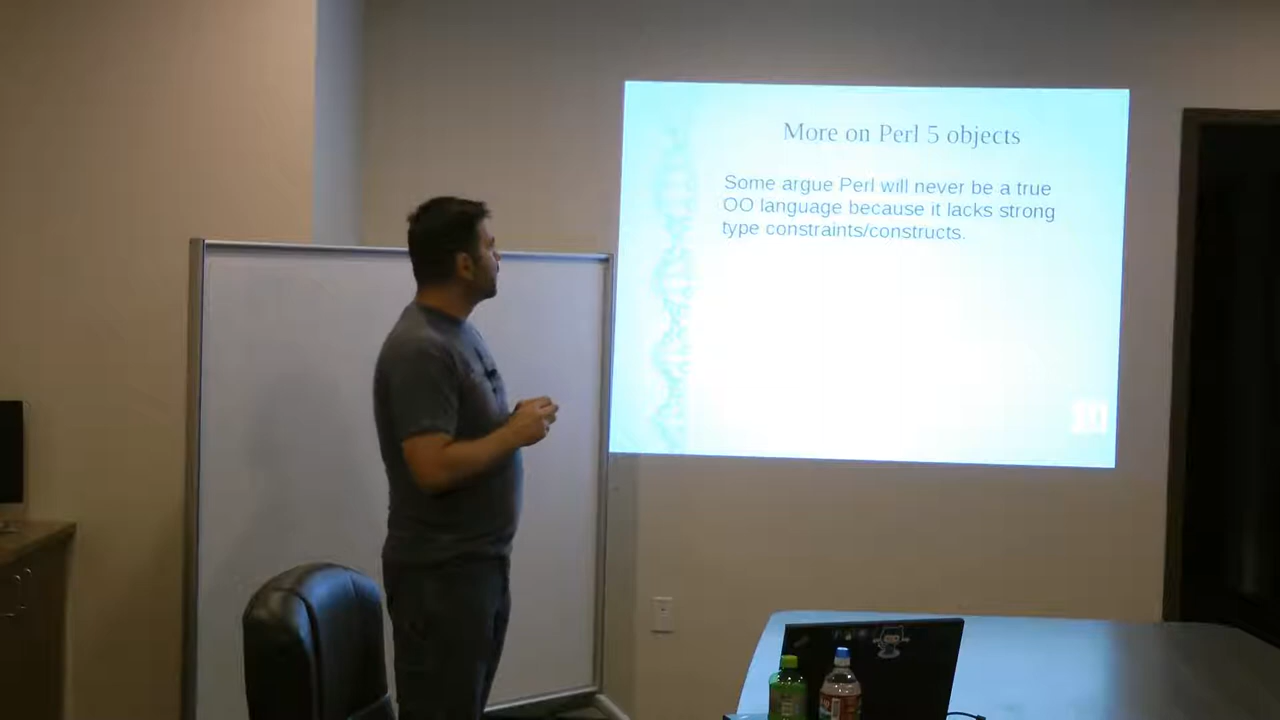 More on Perl 5 objects
Some argue Perl will never be a true
OO language because it lacks strong
type constraints/constructs.